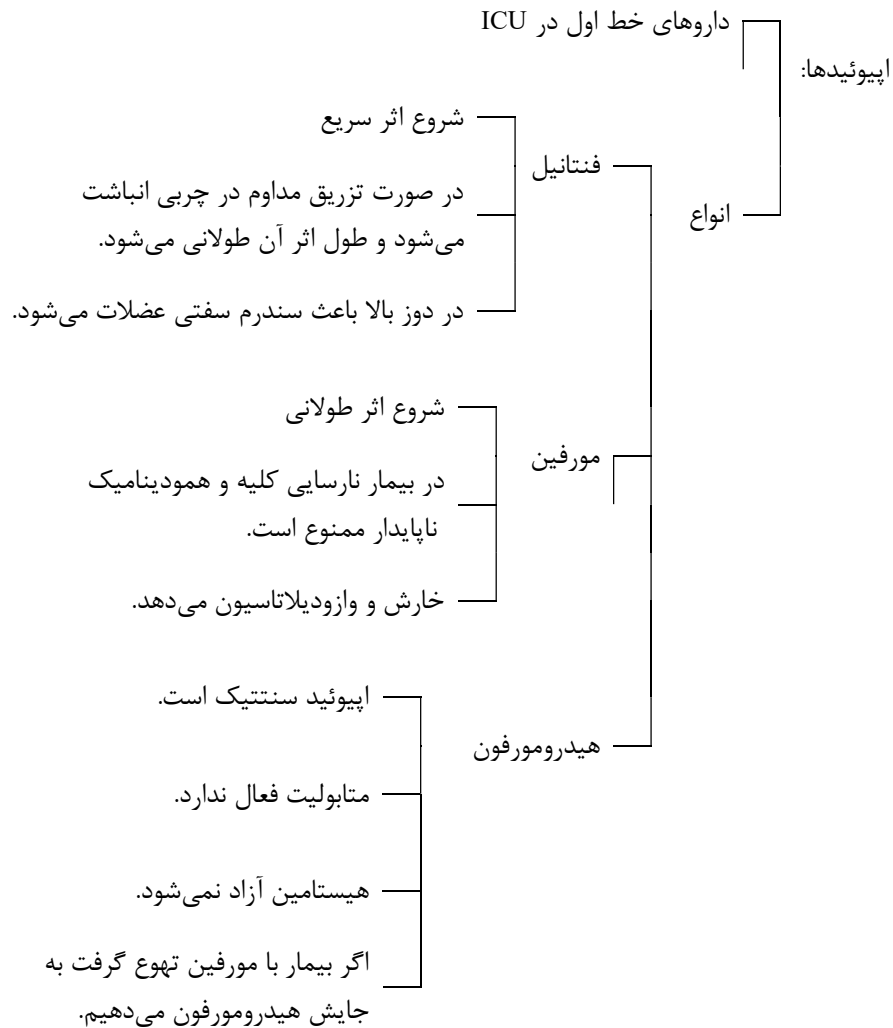 اپیوئیدها:
داروهای خط اول در ICU
انواع
فنتانیل
شروع اثر سریع
در صورت تزریق مداوم در چربی انباشت
می‌شود و طول اثر آن طولانی می‌شود.
در دوز بالا باعث سندرم سفتی عضلات می‌شود.
مورفین
شروع اثر طولانی
در بیمار نارسایی کلیه و همودینامیک
ناپایدار ممنوع است.
خارش و وازودیلاتاسیون می‌دهد.
هیدرومورفون
اپیوئید سنتتیک است.
متابولیت فعال ندارد.
هیستامین آزاد نمی‌شود.
اگر بیمار با مورفین تهوع گرفت به
جایش هیدرومورفون می‌دهیم.